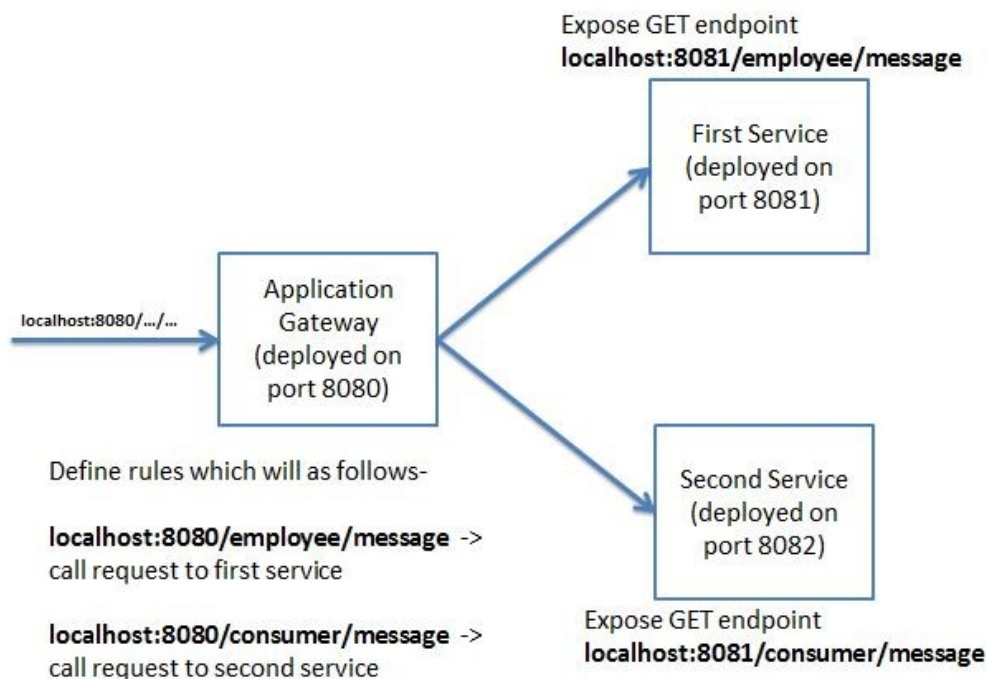 Expose GET endpoint
localhost:8081/employee/message
First Service
(deployed on
port 8081)
localhost:8080/.../...
Application
Gateway
(deployed on
port 8080)
Define rules which will as follows-
localhost:8080/employee/message ->
call request to first service
localhost:8080/consumer/message ->
call request to second service
Second Service
(deployed on
port 8082)
Expose GET endpoint
localhost:8081/consumer/message